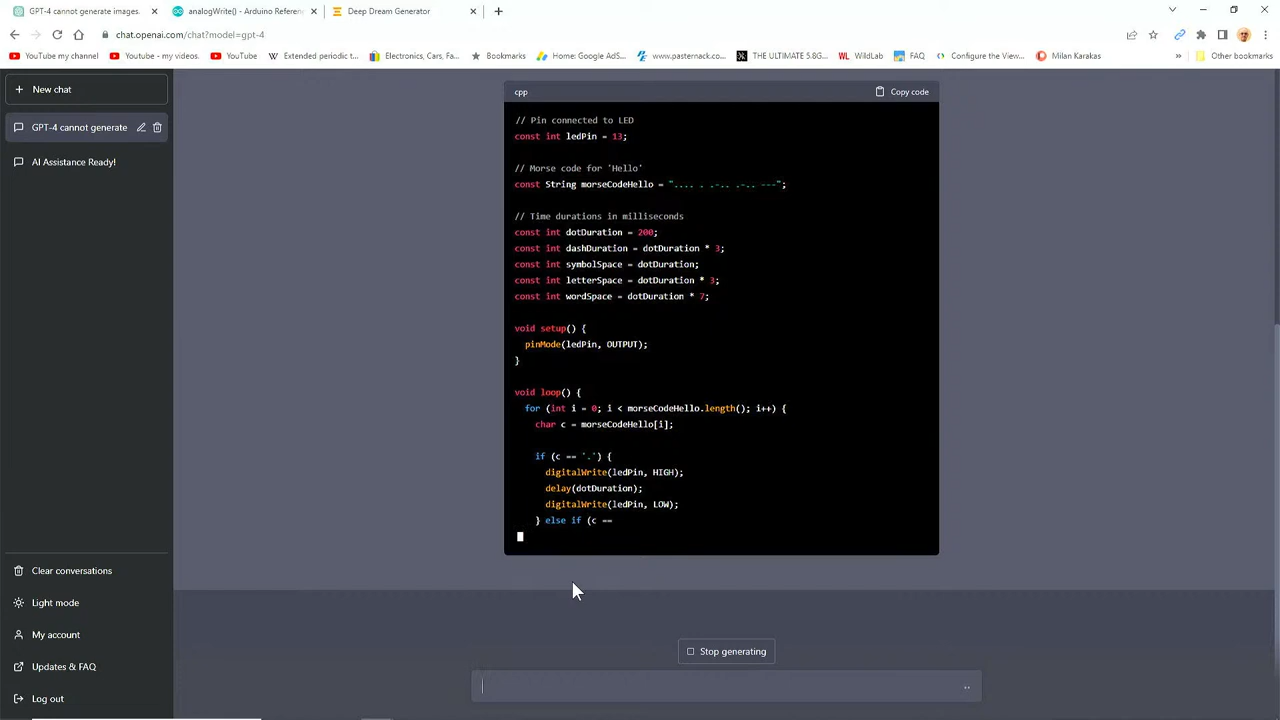 GPT-4 cannot generate images.
analogWrite() - Arduino Referen
Deep Dream Generator
chat.openai.com/chat?model=gpt-4
YouTube my channel
Youtube - my videos.
YouTube
Extended periodic t...
Electronics, Cars, Fa...
Bookmarks
Home: Google AdS...
www.pasternack.co...
THE ULTIMATE 5.8G...
WildLab
FAQ
Configure the View...
Milan Karakas
Other bookmarks
New chat
GPT-4 cannot generate
AI Assistance Ready!
Clear conversations
Light mode
My account
Updates & FAQ
Log out
cpp
Copy code
// Pin connected to LED
const int ledPin = 13;
// Morse code for 'Hello'
const String morseCodeHello = ".... . .-.. .-.. ---";
// Time durations in milliseconds
const int dotDuration = 200;
const int dashDuration = dotDuration * 3;
const int symbolSpace = dotDuration;
const int letterSpace = dotDuration * 3;
const int wordSpace = dotDuration * 7;
void setup() {
pinMode(ledPin, OUTPUT);
}
void loop() {
for (int i = 0; i < morseCodeHello.length(); i++) {
char c = morseCodeHello[i];
if (c == '.') {
digitalWrite(ledPin, HIGH);
delay(dotDuration);
digitalWrite(ledPin, LOW);
} else if (c ==
Stop generating